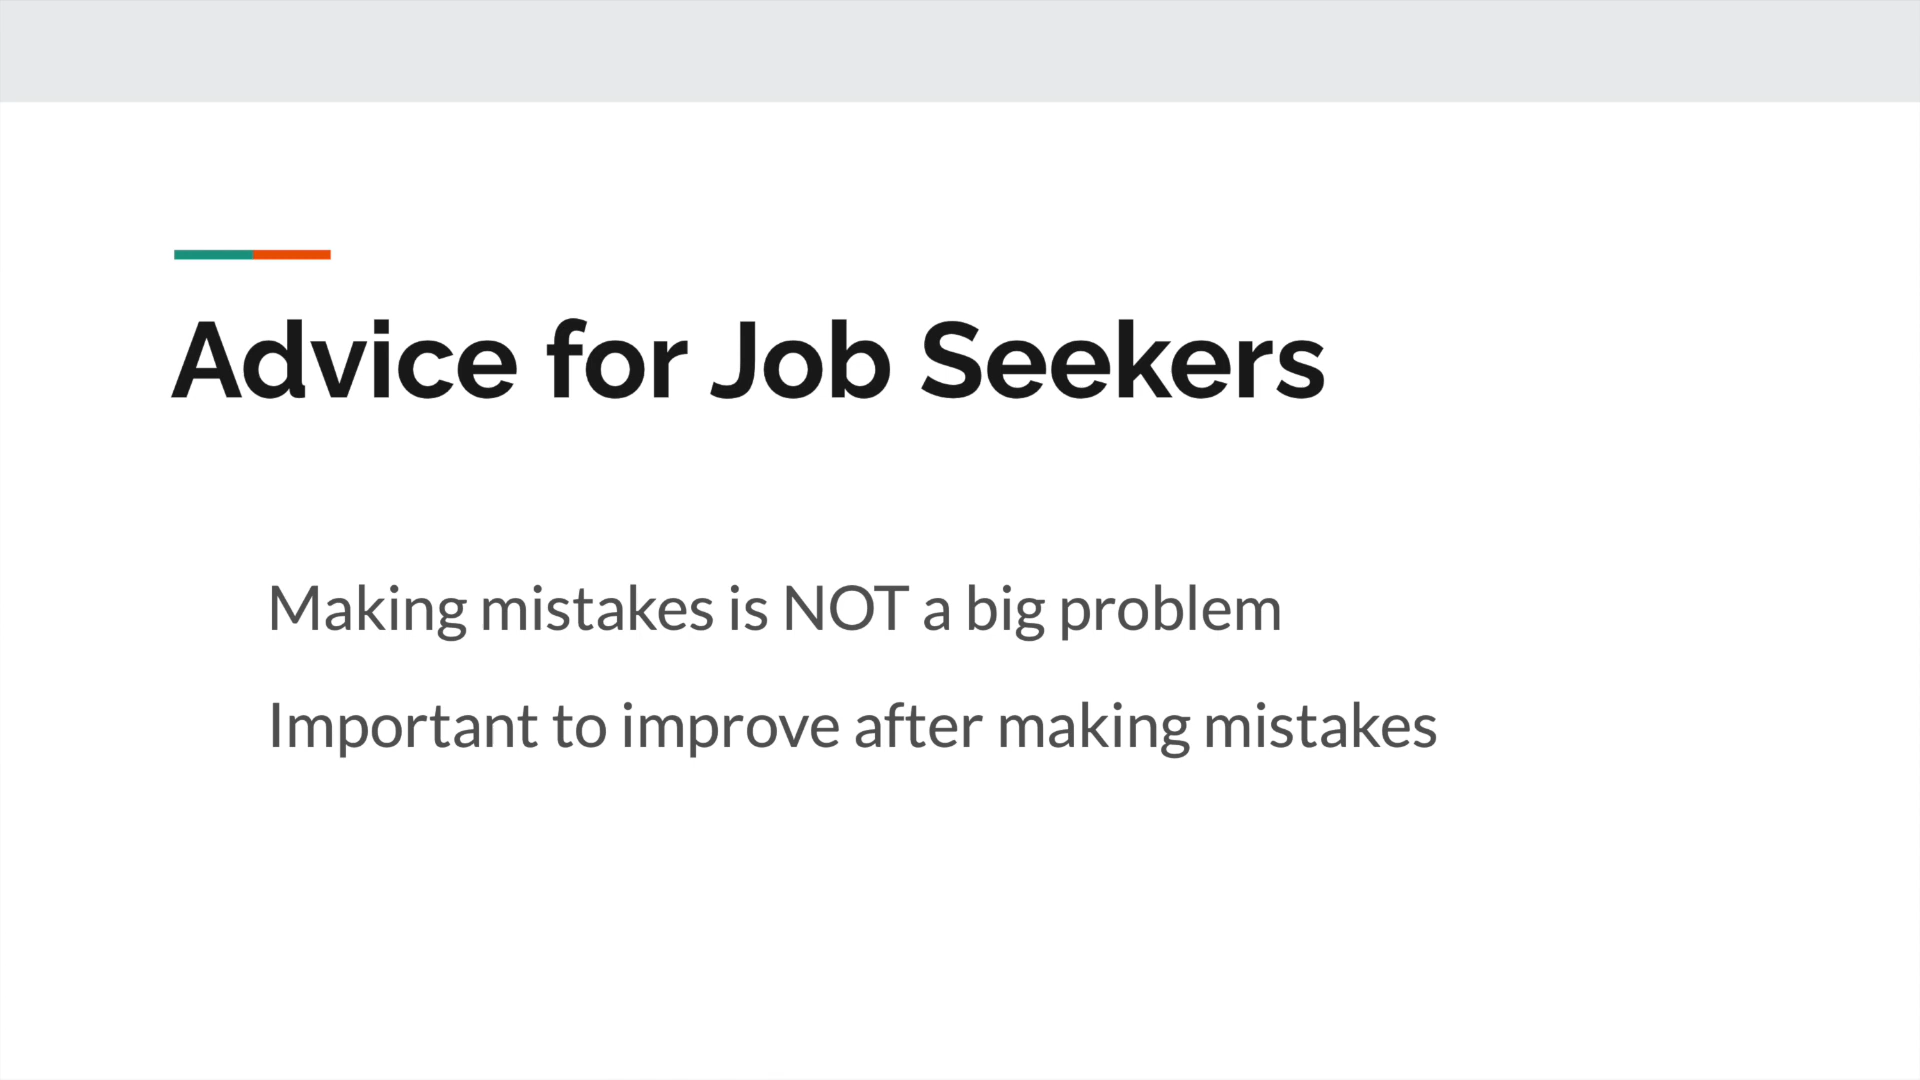 Advice for Job Seekers
Making mistakes is NOT a big problem
Important to improve after making mistakes